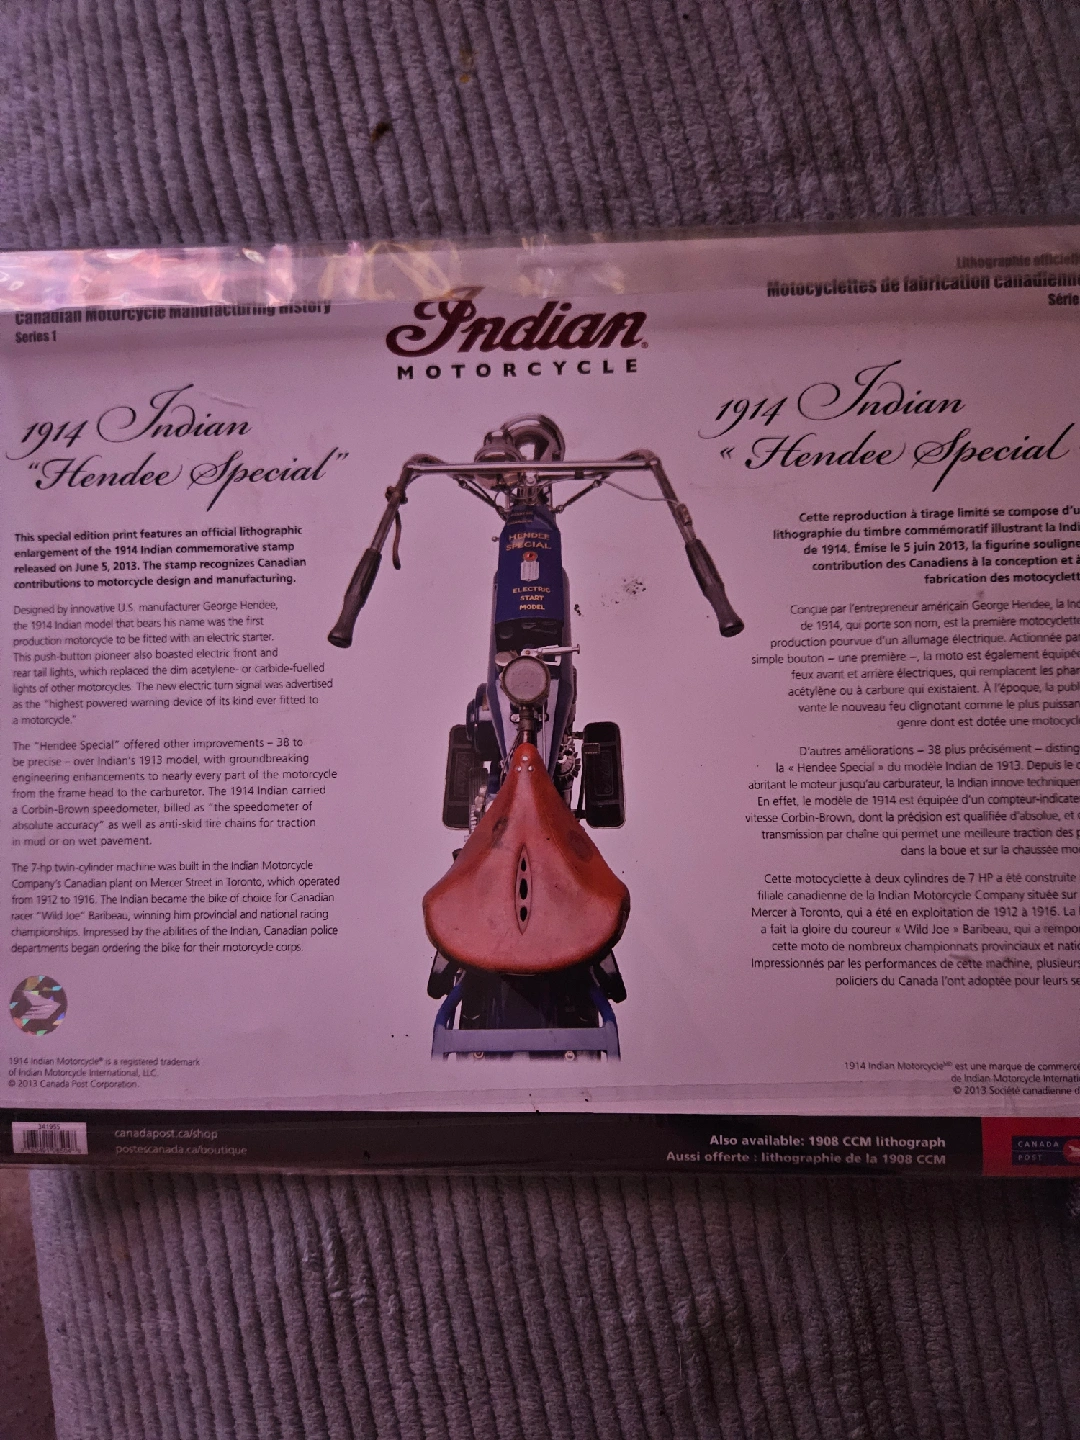 Canadian Motorcycle Manufacturing History
Series 1
Lithographie
Motocyclettes de fabrication canadienne
Série
Indian
MOTORCYCLE
1914 Indian
“Hendee Special”
This special edition print features an official lithographic
enlargement of the 1914 Indian commemorative stamp
released on June 5, 2013. The stamp recognizes Canadian
contributions to motorcycle design and manufacturing.
Designed by innovative U.S. manufacturer George Hendee,
the 1914 Indian model that bears his name was the first
production motorcycle to be fitted with an electric starter.
This push-button pioneer also boasted electric front and
rear tail lights, which replaced the dim acetylene- or carbide-fuelled
lights of other motorcycles. The new electric turn signal was advertised
as the “highest powered warning device of its kind ever fitted to
a motorcycle.”
The “Hendee Special” offered other improvements – 38 to
be precise – over Indian's 1913 model, with groundbreaking
engineering enhancements to nearly every part of the motorcycle
from the frame head to the carburetor. The 1914 Indian carried
a Corbin-Brown speedometer, billed as “the speedometer of
absolute accuracy” as well as anti-skid tire chains for traction
in mud or on wet pavement.
The 7-hp twin-cylinder machine was built in the Indian Motorcycle
Company's Canadian plant on Mercer Street in Toronto, which operated
from 1912 to 1916. The Indian became the bike of choice for Canadian
racer “Wild Joe” Baribeau, winning him provincial and national racing
championships. Impressed by the abilities of the Indian, Canadian police
departments began ordering the bike for their motorcycle corps.
1914 Indian Motorcycle® is a registered trademark
of Indian Motorcycle International, LLC.
© 2013 Canada Post Corporation.
HENDEE
SPECIAL
ELECTRIC
START
MODEL
1914 Indian
« Hendee Special
Cette reproduction à tirage limité se compose d'u
lithographie du timbre commémoratif illustrant la Indi
de 1914. Émise le 5 juin 2013, la figurine souligne
contribution des Canadiens à la conception et à
fabrication des motocyclett
Conçue par l'entrepreneur américain George Hendee, la Ind
de 1914, qui porte son nom, est la première motocyclette
production pourvue d'un allumage électrique. Actionnée par
simple bouton – une première –, la moto est également équipée
feux avant et arrière électriques, qui remplacent les phar
acétylène ou à carbure qui existaient. À l'époque, la publ
vante le nouveau feu clignotant comme le plus puissan
genre dont est dotée une motocycl
D'autres améliorations – 38 plus précisément – disting
la « Hendee Special » du modèle Indian de 1913. Depuis le c
abritant le moteur jusqu'au carburateur, la Indian innove techniquem
En effet, le modèle de 1914 est équipée d'un compteur-indicate
vitesse Corbin-Brown, dont la précision est qualifiée d'absolue, et d
transmission par chaîne qui permet une meilleure traction des p
dans la boue et sur la chaussée mo
Cette motocyclette à deux cylindres de 7 HP a été construite
filiale canadienne de la Indian Motorcycle Company située sur
Mercer à Toronto, qui a été en exploitation de 1912 à 1916. La
a fait la gloire du coureur « Wild Joe » Baribeau, qui a rempor
cette moto de nombreux championnats provinciaux et natio
Impressionnés par les performances de cette machine, plusieurs
policiers du Canada l'ont adoptée pour leurs se
1914 Indian Motorcycle est une marque de commerce
de Indian Motorcycle Internati
© 2013 Société canadienne d
341955
canadapost.ca/shop
postescanada.ca/boutique
Also available: 1908 CCM lithograph
Aussi offerte : lithographie de la 1908 CCM
CANADA
POST